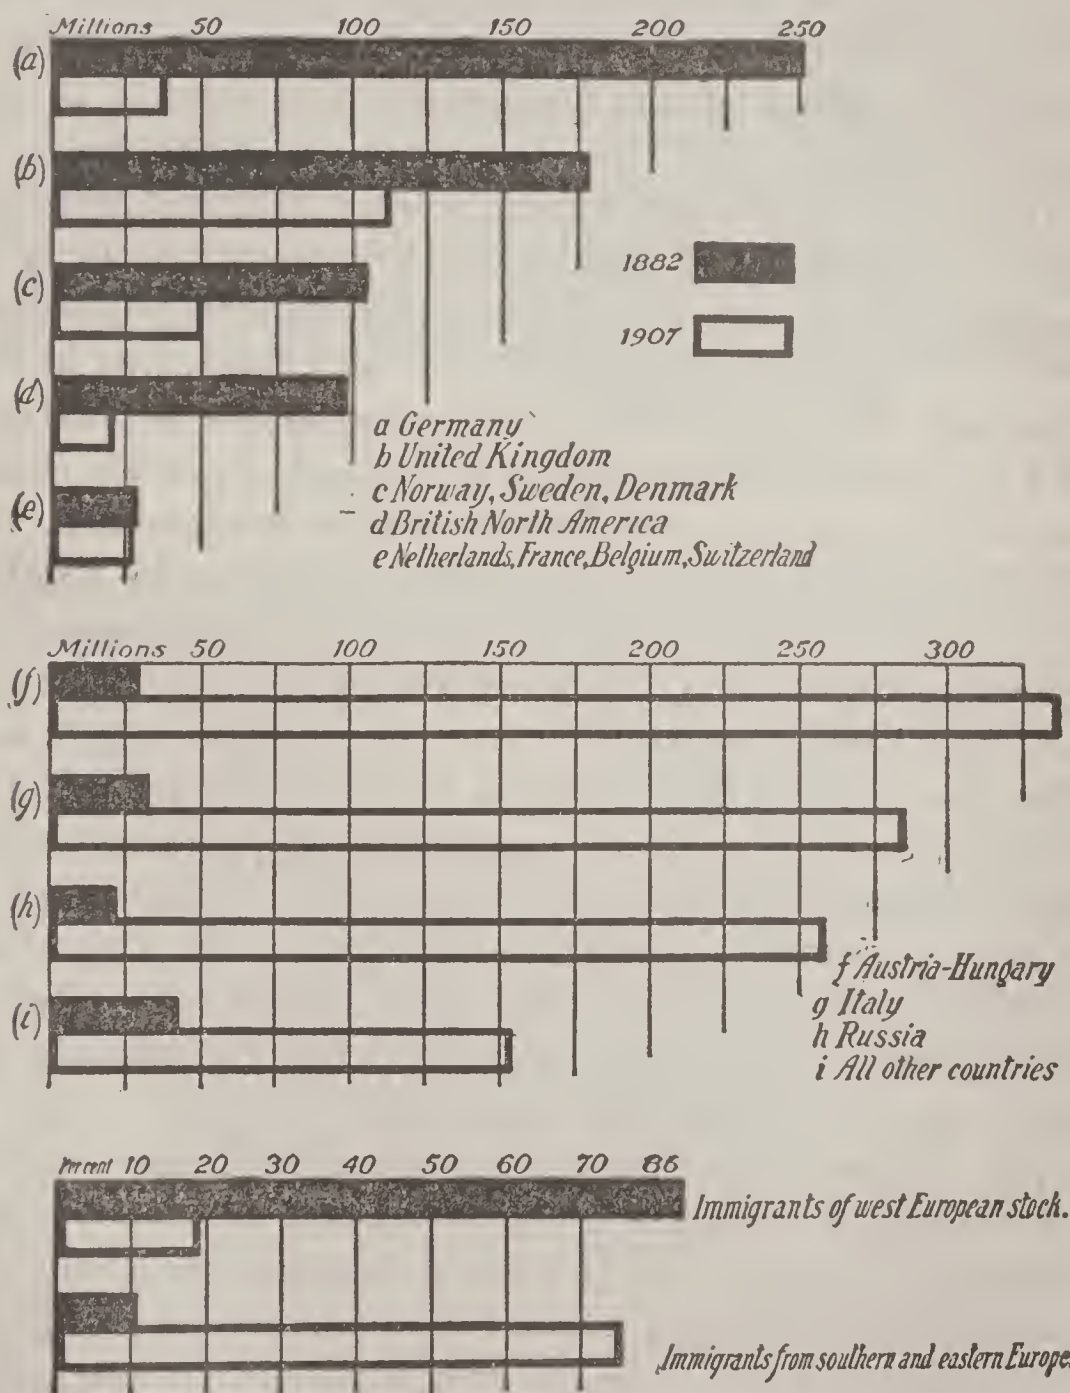 Millions 50 100 150 200 250
(a)
(b)
(c)
(d)
(e)
1882
1907
a Germany
b United Kingdom
c Norway, Sweden, Denmark
d British North America
e Netherlands, France, Belgium, Switzerland
Millions 50 100 150 200 250 300
(f)
(g)
(h)
(i)
f Austria-Hungary
g Italy
h Russia
i All other countries
Percent 10 20 30 40 50 60 70 86
Immigrants of west European stock.
Immigrants from southern and eastern Europe.